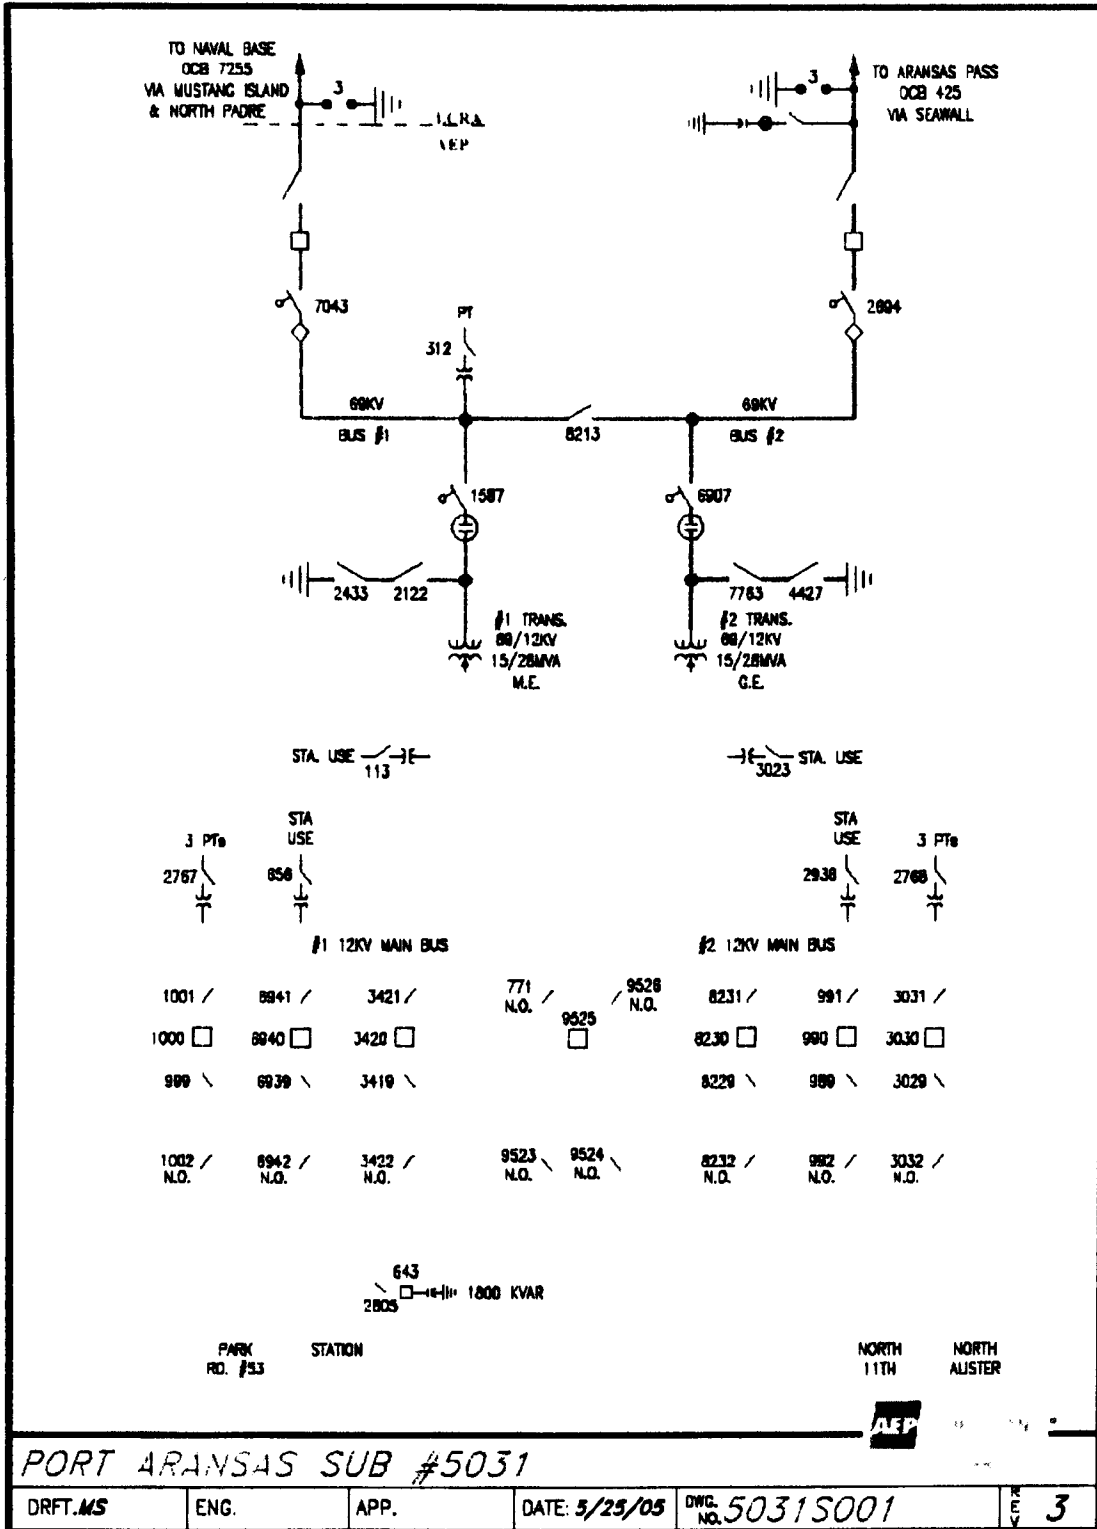 TO NAVAL BASE
OCB 7255
VIA MUSTANG ISLAND
& NORTH PADRE
3
AEP
3
TO ARANSAS PASS
OCB 425
VIA SEAWALL
7043
PT
312
2694
69KV
BUS #1
8213
69KV
BUS #2
1587
6907
2433
2122
7763
4427
#1 TRANS.
69/12KV
15/28MVA
M.E.
#2 TRANS.
69/12KV
15/28MVA
G.E.
STA. USE
113
3023
STA. USE
3 PTs
2767
STA
USE
856
STA
USE
2938
3 PTs
2768
#1 12KV MAIN BUS
#2 12KV MAIN BUS
1001
6941
3421
771
N.O.
9526
N.O.
8231
991
3031
1000
6940
3420
9525
8230
990
3030
999
6939
3419
8229
989
3029
1002
N.O.
6942
N.O.
3422
N.O.
9523
N.O.
9524
N.O.
8232
N.O.
992
N.O.
3032
N.O.
643
2805
1800 KVAR
PARK
RD. #53
STATION
NORTH
11TH
NORTH
ALISTER
AEP
PORT ARANSAS SUB #5031
DRFT.MS
ENG.
APP.
DATE: 5/25/05
DWG.
NO. 5031S001
REV
3